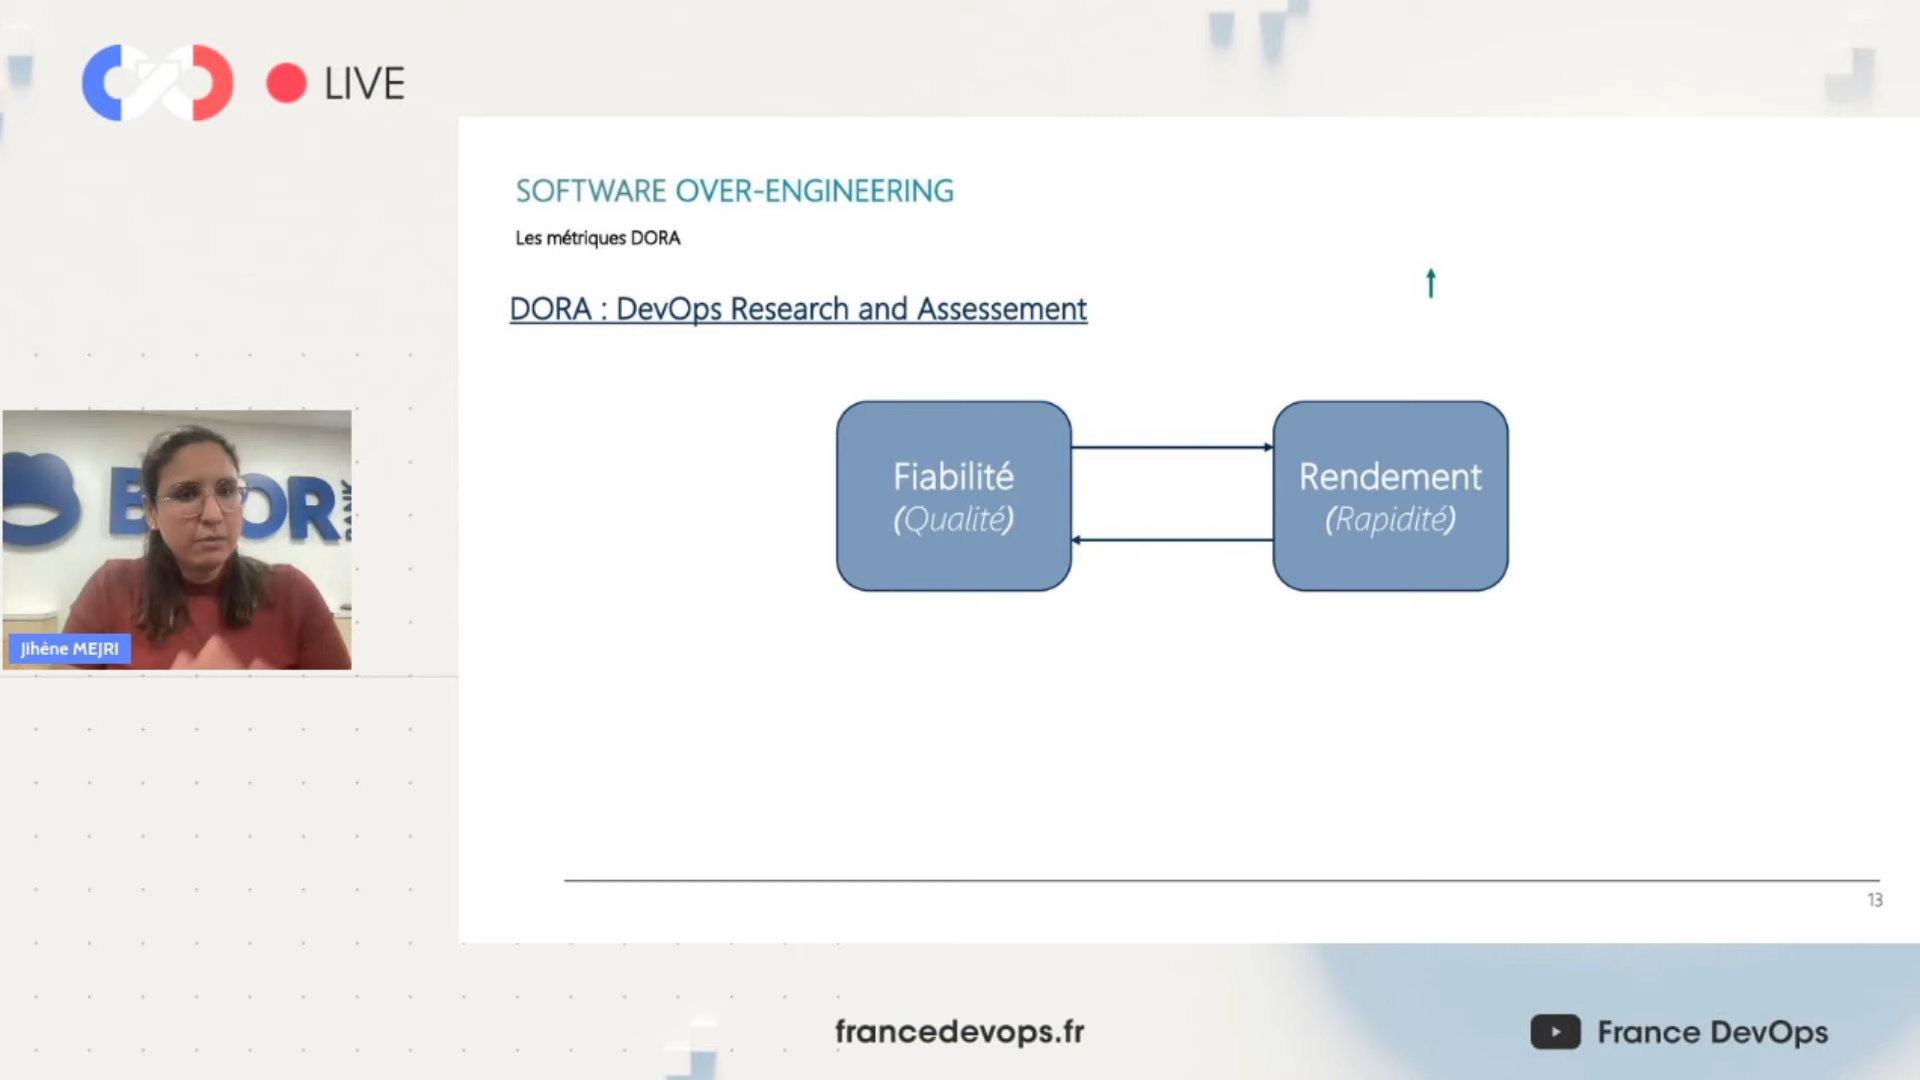 LIVE
SOFTWARE OVER-ENGINEERING
Les métriques DORA
DORA : DevOps Research and Assessement
Fiabilité
(Qualité)
Rendement
(Rapidité)
Jihène MEJRI
13
francedevops.fr
France DevOps